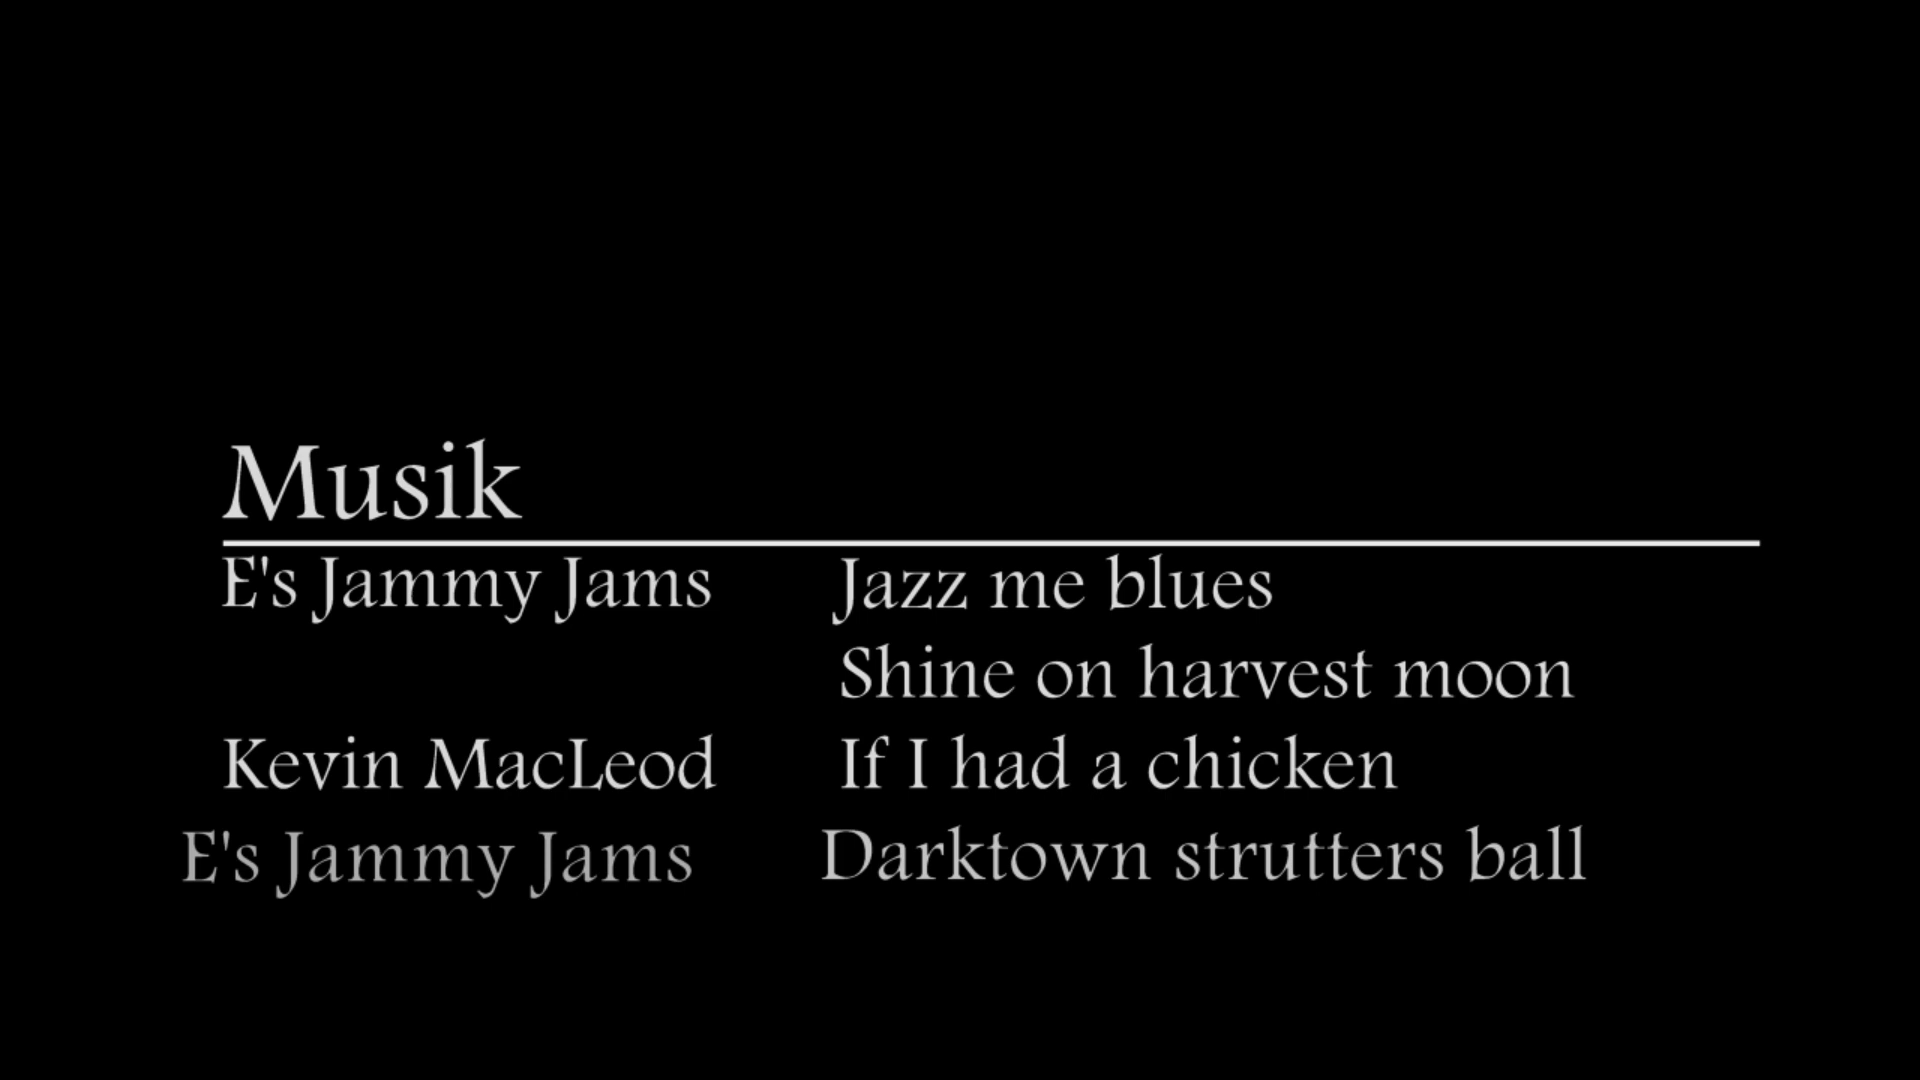 Musik
E's Jammy Jams Jazz me blues
Shine on harvest moon
Kevin MacLeod If I had a chicken
E's Jammy Jams Darktown strutters ball